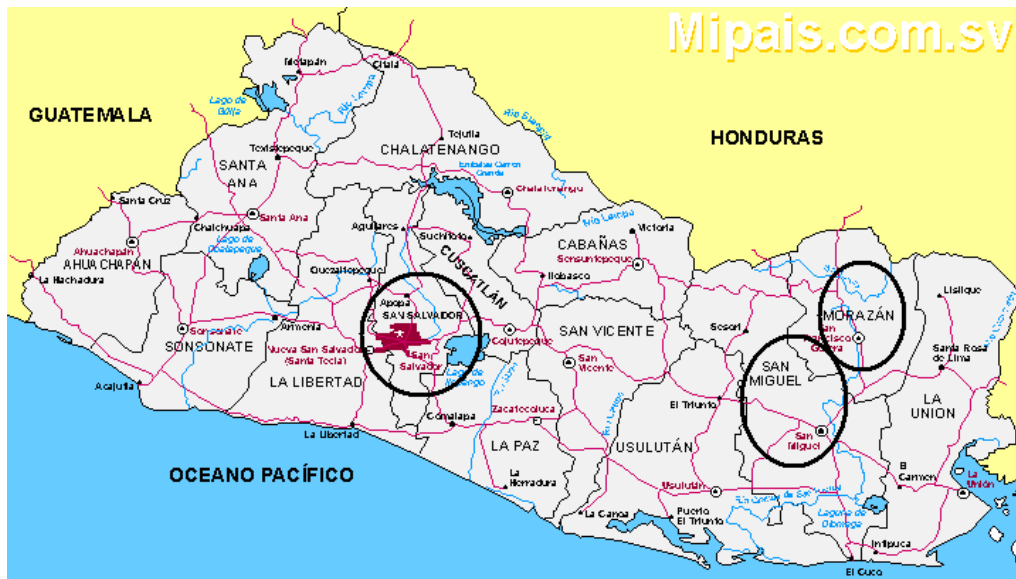 Mipais.com.sv
Citalá
GUATEMALA
Lago de
Güija
Río Lempa
Río Sumpul
HONDURAS
Tejutla
CHALATENANGO
Texistepeque
SANTA
ANA
Embalse Cerron
Grande
Chalatenango
Santa Cruz
Santa Ana
Chalchuapa
Río Lempa
Aguilares
Suchitoto
Victoria
CABAÑAS
Sensuntepeque
Ahuachapán
AHUACHAPÁN
Lago de
Coatepeque
Quezaltepeque
CUSCATLÁN
Ilobasco
La Hachadura
Apopa
SAN SALVADOR
Lislique
MORAZÁN
Sonsonate
SONSONATE
Armenia
Nueva San Salvador
(Santa Tecla)
San
Salvador
Cojutepeque
SAN VICENTE
Sesori
San
Francisco
Gotera
Santa Rosa
de Lima
San
Vicente
SAN
MIGUEL
Acajutla
LA LIBERTAD
Lago de
Ilopango
Zacatecoluca
Comalapa
El Triunfo
LA
UNION
La Libertad
LA PAZ
USULUTÁN
San
Miguel
OCEANO PACÍFICO
La
Herradura
Usulután
El
Carmen
La
Unión
La Canoa
Puerto
El Triunfo
Laguna de
Olomega
Intipuca
El Cuco